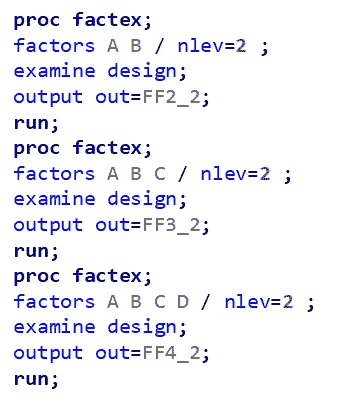 proc factex;
factors A B / nlev=2 ;
examine design;
output out=FF2_2;
run;
proc factex;
factors A B C / nlev=2 ;
examine design;
output out=FF3_2;
run;
proc factex;
factors A B C D / nlev=2 ;
examine design;
output out=FF4_2;
run;